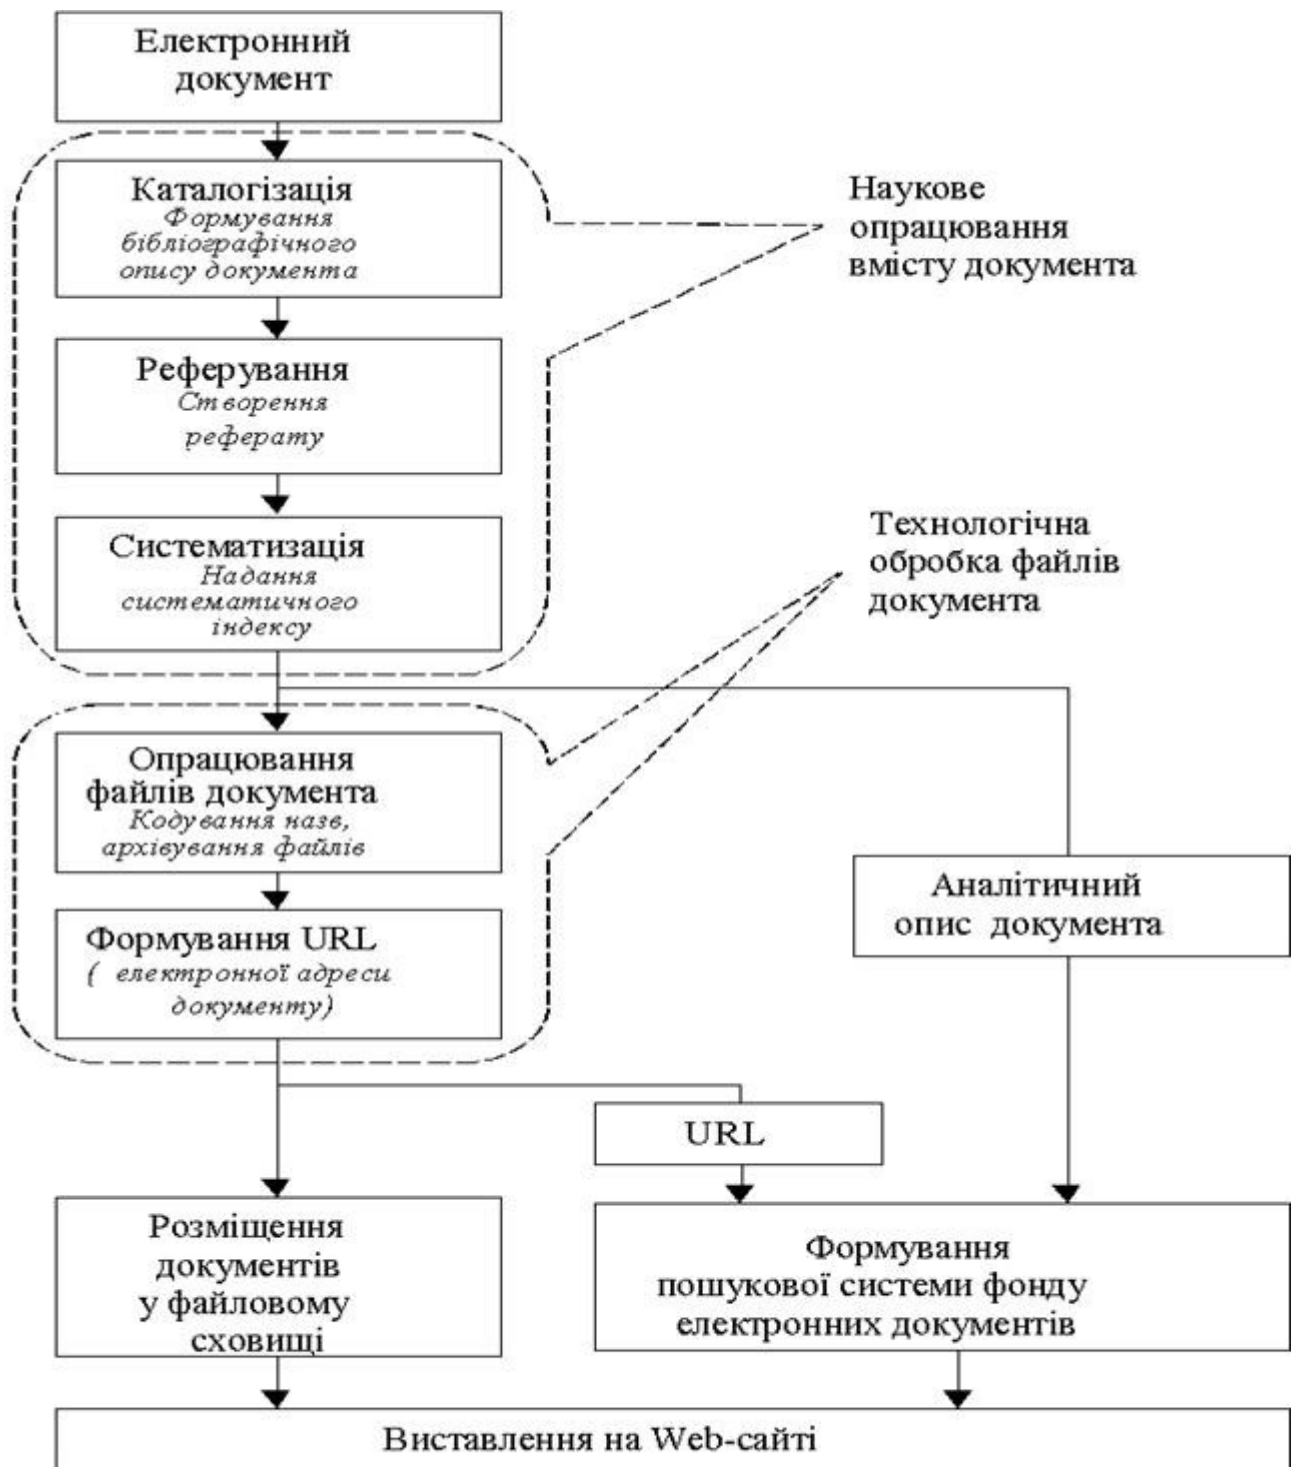 Електронний
документ
Каталогізація
Формування
бібліографічного
опису документа
Наукове
опрацювання
вмісту документа
Реферування
Створення
реферату
Систематизація
Надання
систематичного
індексу
Технологічна
обробка файлів
документа
Опрацювання
файлів документа
Кодування назв,
архівування файлів
Формування URL
( електронної адреси
документу)
Аналітичний
опис документа
URL
Розміщення
документів
у файловому
сховищі
Формування
пошукової системи фонду
електронних документів
Виставлення на Web-сайті